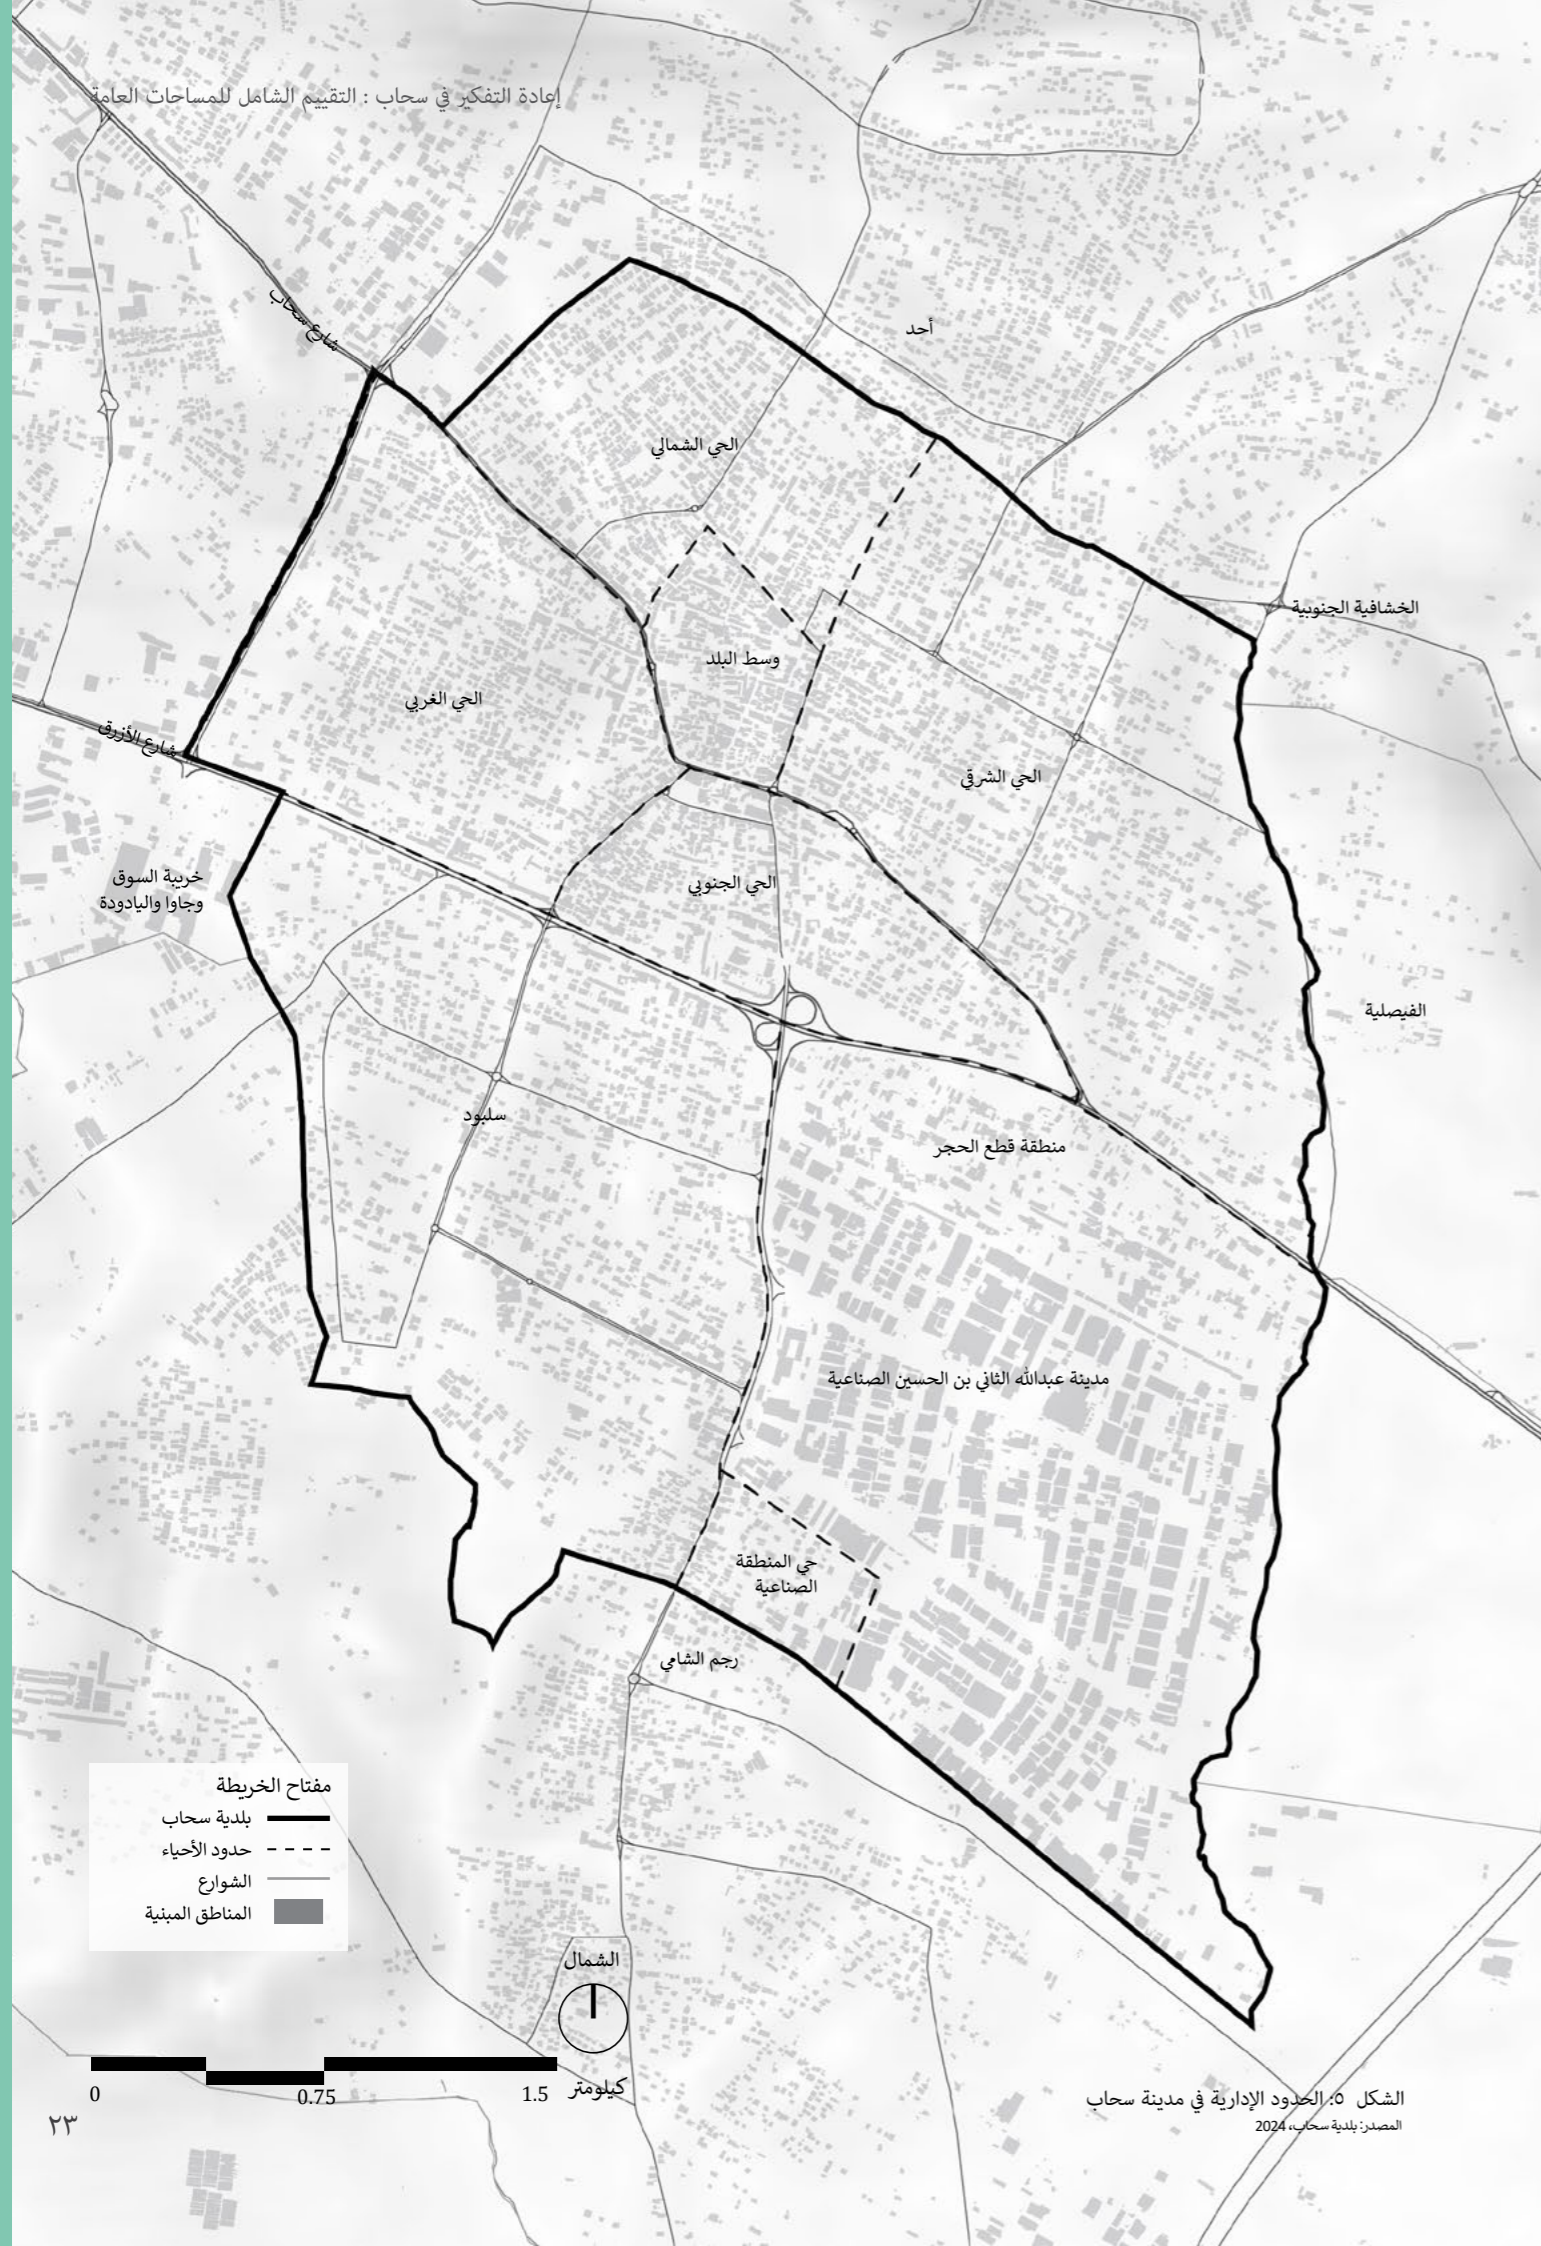 إعادة التفكير في سحاب : التقييم الشامل للمساحات العامة
شارع سحاب
أحد
الحي الشمالي
الخشافية الجنوبية
وسط البلد
الحي الغربي
شارع الأزرق
الحي الشرقي
خريبة السوق
وجاوا واليادودة
الحي الجنوبي
الفيصلية
سلبود
منطقة قطع الحجر
مدينة عبدالله الثاني بن الحسين الصناعية
حي المنطقة
الصناعية
رجم الشامي
مفتاح الخريطة
بلدية سحاب
حدود الأحياء
الشوارع
المناطق المبنية
الشمال
0 0.75 1.5 كيلومتر
الشكل ٥: الحدود الإدارية في مدينة سحاب
المصدر: بلدية سحاب، 2024
٢٣